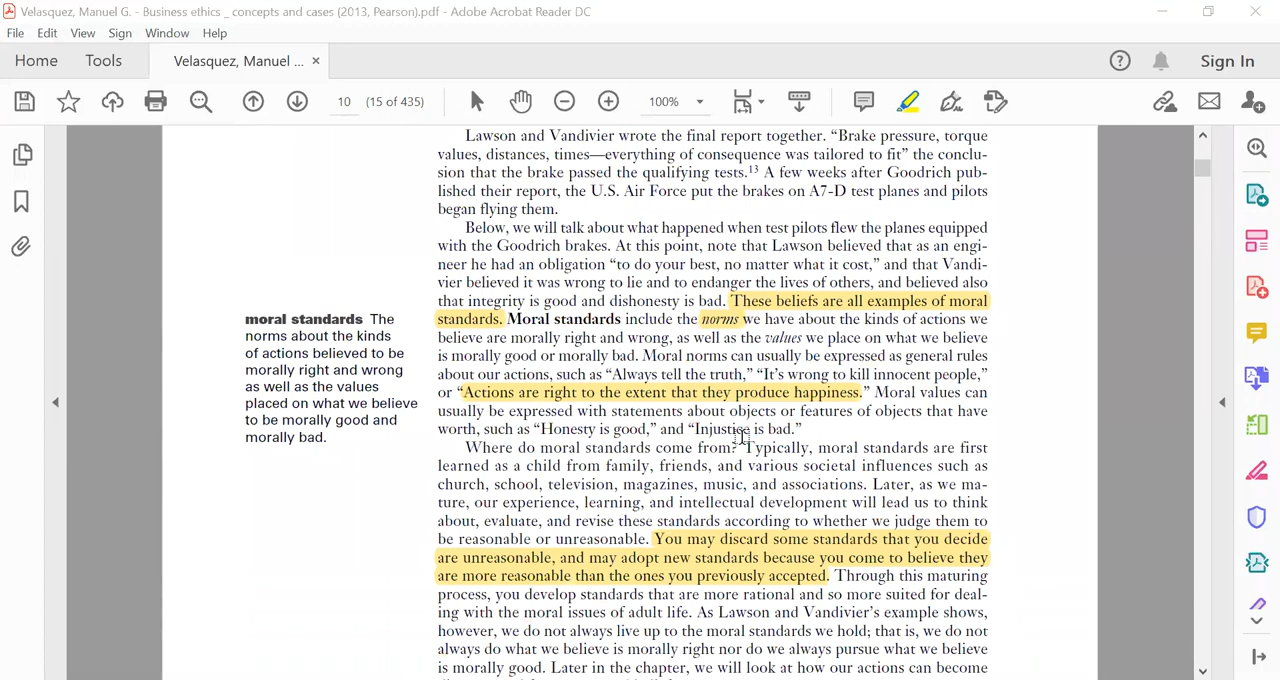 Velasquez, Manuel G. - Business ethics _ concepts and cases (2013, Pearson).pdf - Adobe Acrobat Reader DC
File Edit View Sign Window Help
Home Tools Velasquez, Manuel ... × Sign In
10 (15 of 435) 100%
Lawson and Vandivier wrote the final report together. “Brake pressure, torque
values, distances, times—everything of consequence was tailored to fit” the conclu-
sion that the brake passed the qualifying tests.13 A few weeks after Goodrich pub-
lished their report, the U.S. Air Force put the brakes on A7-D test planes and pilots
began flying them.
Below, we will talk about what happened when test pilots flew the planes equipped
with the Goodrich brakes. At this point, note that Lawson believed that as an engi-
neer he had an obligation “to do your best, no matter what it cost,” and that Vandi-
vier believed it was wrong to lie and to endanger the lives of others, and believed also
that integrity is good and dishonesty is bad. These beliefs are all examples of moral
standards. Moral standards include the norms we have about the kinds of actions we
believe are morally right and wrong, as well as the values we place on what we believe
is morally good or morally bad. Moral norms can usually be expressed as general rules
about our actions, such as “Always tell the truth,” “It’s wrong to kill innocent people,”
or “Actions are right to the extent that they produce happiness.” Moral values can
usually be expressed with statements about objects or features of objects that have
worth, such as “Honesty is good,” and “Injustice is bad.”
Where do moral standards come from? Typically, moral standards are first
learned as a child from family, friends, and various societal influences such as
church, school, television, magazines, music, and associations. Later, as we ma-
ture, our experience, learning, and intellectual development will lead us to think
about, evaluate, and revise these standards according to whether we judge them to
be reasonable or unreasonable. You may discard some standards that you decide
are unreasonable, and may adopt new standards because you come to believe they
are more reasonable than the ones you previously accepted. Through this maturing
process, you develop standards that are more rational and so more suited for deal-
ing with the moral issues of adult life. As Lawson and Vandivier’s example shows,
however, we do not always live up to the moral standards we hold; that is, we do not
always do what we believe is morally right nor do we always pursue what we believe
is morally good. Later in the chapter, we will look at how our actions can become
moral standards The
norms about the kinds
of actions believed to be
morally right and wrong
as well as the values
placed on what we believe
to be morally good and
morally bad.